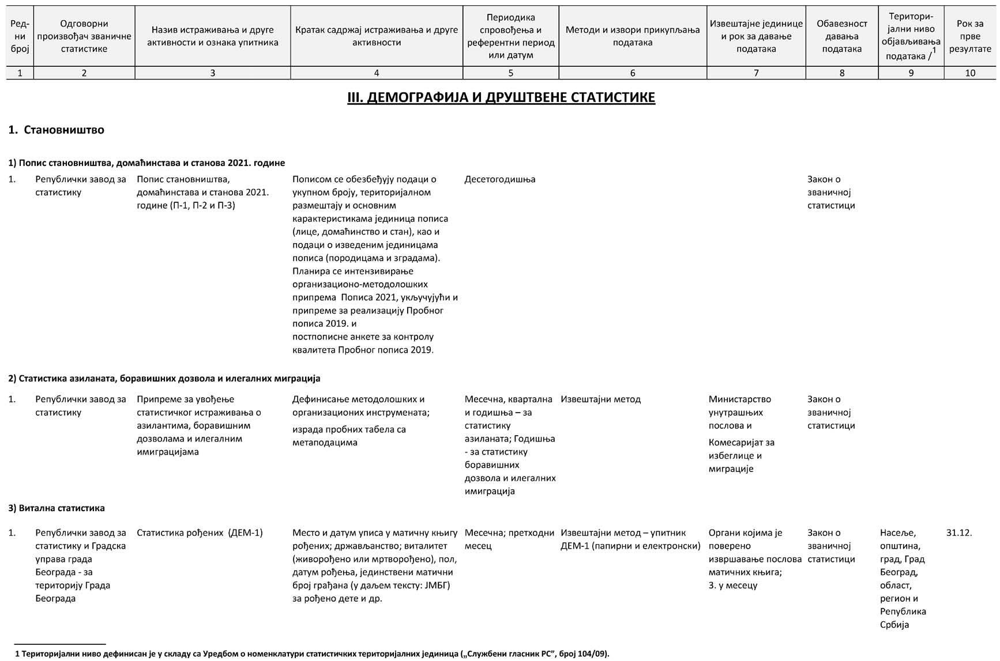 Ред-
ни
број
Одговорни
произвођач званичне
статистике
Назив истраживања и друге
активности и ознака упитника
Кратак садржај истраживања и друге
активности
Периодика
спровођења и
референтни период
или датум
Методи и извори прикупљања
података
Извештајне јединице
и рок за давање
података
Обавезност
давања
података
Територи-
јални ниво
објављивања
података /1
Рок за
прве
резултате
1 2 3 4 5 6 7 8 9 10
III. ДЕМОГРАФИЈА И ДРУШТВЕНЕ СТАТИСТИКЕ
1. Становништво
1) Попис становништва, домаћинстава и станова 2021. године
1.
Републички завод за
статистику
Попис становништва,
домаћинстава и станова 2021.
године (П-1, П-2 и П-3)
Пописом се обезбеђују подаци о
укупном броју, територијалном
размештају и основним
карактеристикама јединица пописа
(лице, домаћинство и стан), као и
подаци о изведеним јединицама
пописа (породицама и зградама).
Планира се интензивирање
организационо-методолошких
припрема Пописа 2021, укључујући и
припреме за реализацију Пробног
пописа 2019. и
постпописне анкете за контролу
квалитета Пробног пописа 2019.
Десетогодишња
Закон о
званичној
статистици
2) Статистика азиланата, боравишних дозвола и илегалних миграција
1.
Републички завод за
статистику
Припреме за увођење
статистичког истраживања о
азилантима, боравишним
дозволама и илегалним
имиграцијама
Дефинисање методолошких и
организационих инструмената;
израда пробних табела са
метаподацима
Месечна, квартална
и годишња – за
статистику
азиланата; Годишња
- за статистику
боравишних
дозвола и илегалних
имиграција
Извештајни метод
Министарство
унутрашњих
послова и
Комесаријат за
избеглице и
миграције
Закон о
званичној
статистици
3) Витална статистика
1.
Републички завод за
статистику и Градска
управа града
Београда - за
територију Града
Београда
Статистика рођених (ДЕМ-1)
Место и датум уписа у матичну књигу
рођених; држављанство; виталитет
(живорођено или мртворођено), пол,
датум рођења, јединствени матични
број грађана (у даљем тексту: ЈМБГ)
за рођено дете и др.
Месечна; претходни
месец
Извештајни метод – упитник
ДЕМ-1 (папирни и електронски)
Органи којима је
поверено
извршавање послова
матичних књига;
3. у месецу
Закон о
званичној
статистици
Насеље,
општина,
град, Град
Београд,
област,
регион и
Република
Србија
31.12.
1 Територијални ниво дефинисан је у складу са Уредбом о номенклатури статистичких територијалних јединица („Службени гласник РС”, број 104/09).